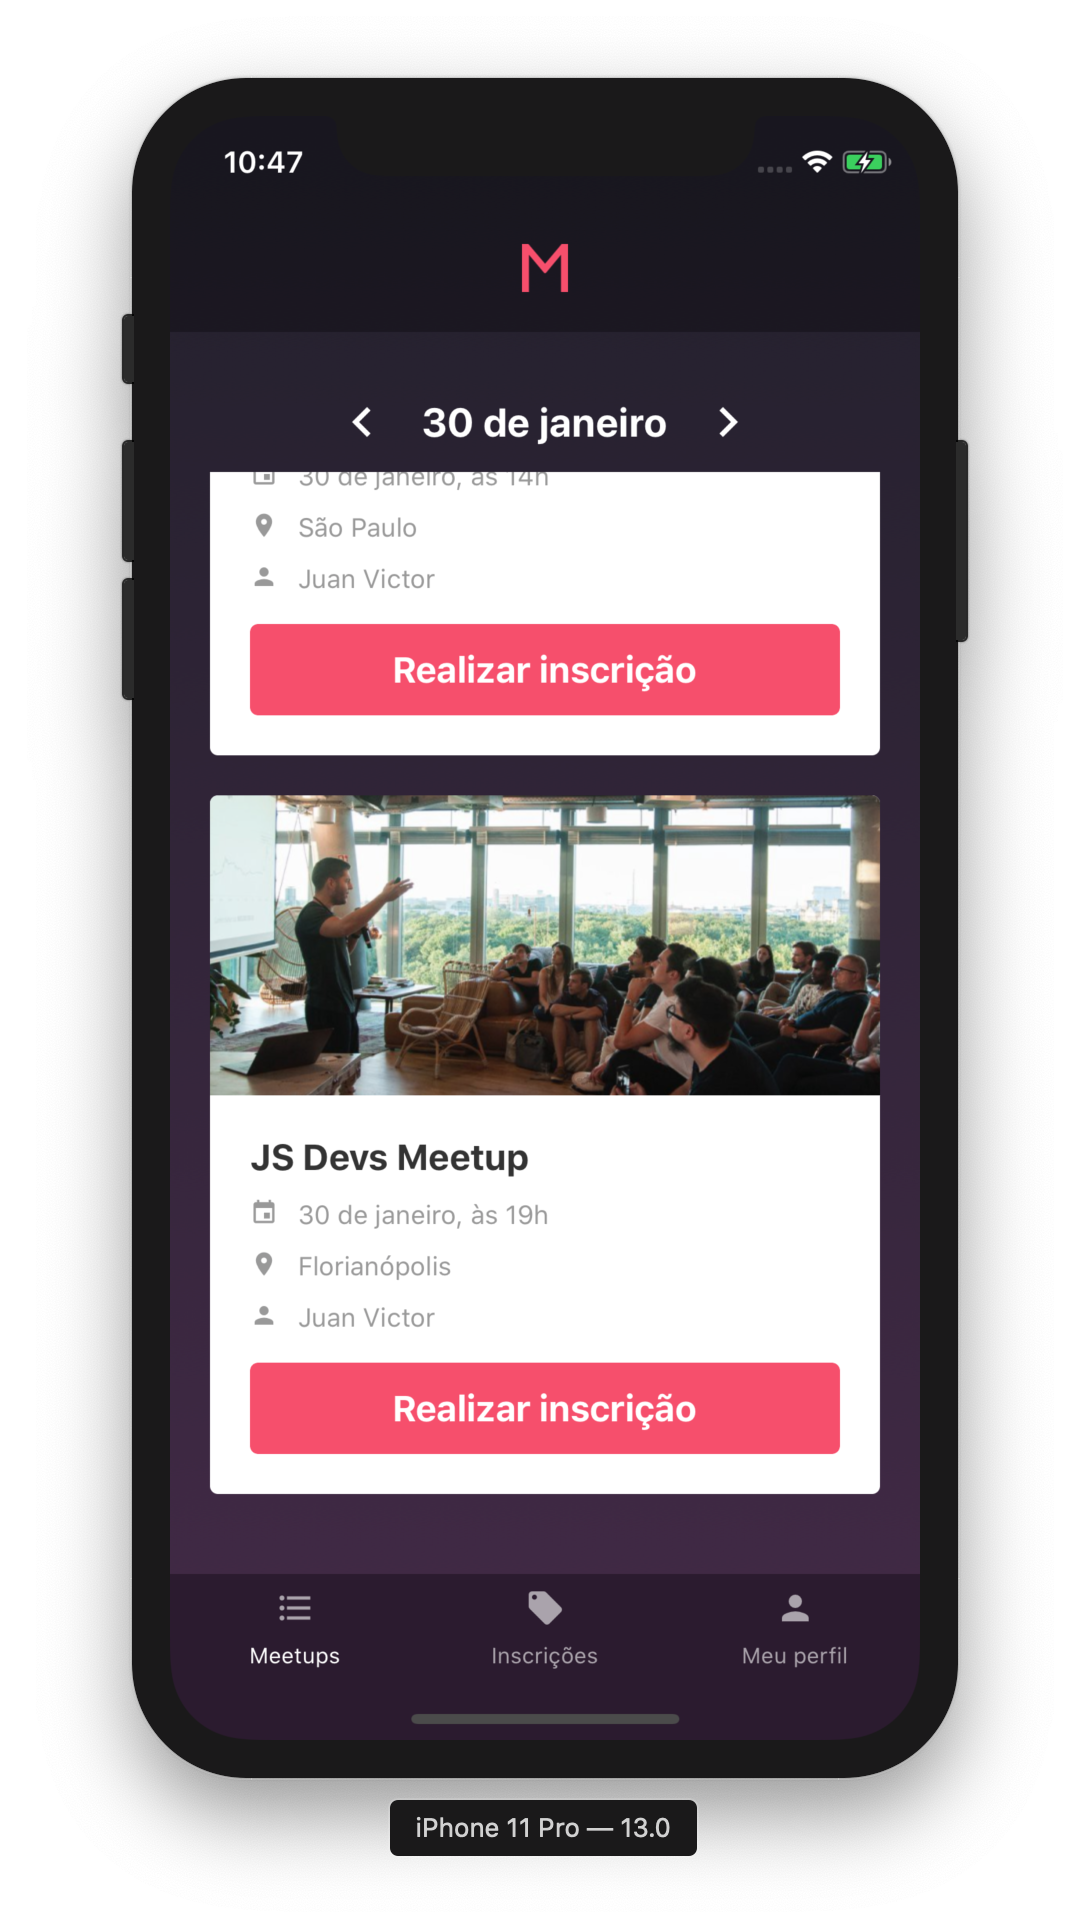 10:47
M
30 de janeiro
30 de janeiro, às 14h
São Paulo
Juan Victor
Realizar inscrição
JS Devs Meetup
30 de janeiro, às 19h
Florianópolis
Juan Victor
Realizar inscrição
Meetups
Inscrições
Meu perfil
iPhone 11 Pro — 13.0